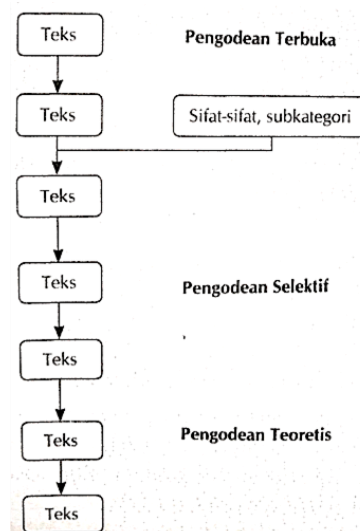 Teks
Pengodean Terbuka
Teks
Sifat-sifat, subkategori
Teks
Teks
Pengodean Selektif
Teks
Teks
Pengodean Teoretis
Teks